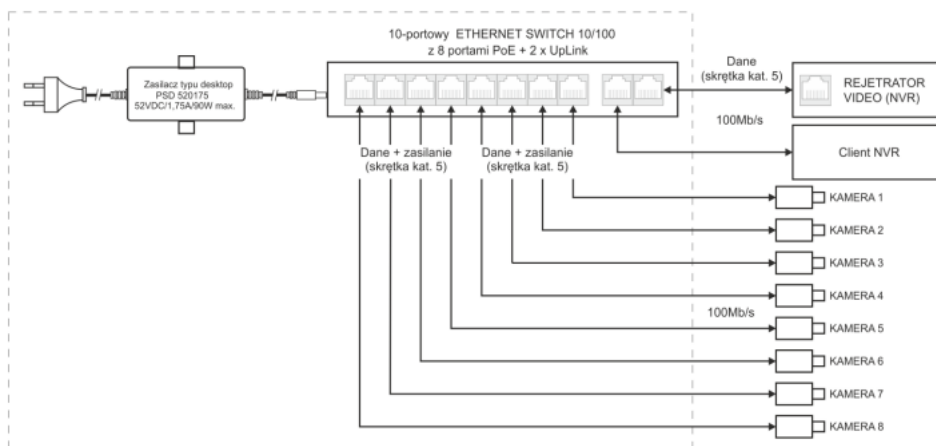 10-portowy ETHERNET SWITCH 10/100
z 8 portami PoE + 2 x UpLink
Zasilacz typu desktop
PSD 520175
52VDC/1,75A/90W max.
Dane
(skrętka kat. 5)
REJETRATOR
VIDEO (NVR)
100Mb/s
Client NVR
Dane + zasilanie
(skrętka kat. 5)
Dane + zasilanie
(skrętka kat. 5)
KAMERA 1
KAMERA 2
KAMERA 3
KAMERA 4
100Mb/s
KAMERA 5
KAMERA 6
KAMERA 7
KAMERA 8